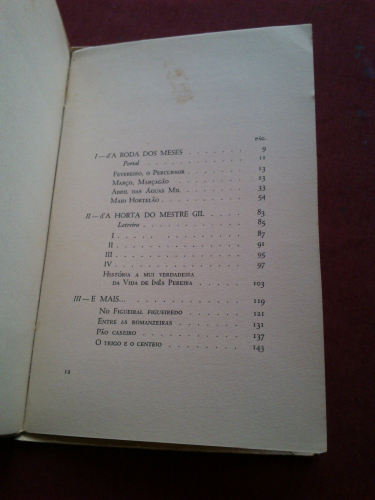 PÁG.
I — d'A RODA DOS MESES . . . . . . . . 9
Portal . . . . . . . . 11
FEVEREIRO, O PERCURSOR . . . . . . . . 13
MARÇO, MARÇAGÃO . . . . . . . . 23
ABRIL DAS ÁGUAS MIL . . . . . . . . 33
MAIO HORTELÃO . . . . . . . . 54
II — d'A HORTA DO MESTRE GIL . . . . 83
Letreiro . . . . . . . . 85
I . . . . . . . . 87
II . . . . . . . . 91
III . . . . . . . . 95
IV . . . . . . . . 97
HISTÓRIA A MUI VERDADEIRA
DA VIDA DE INÊS PEREIRA . . . . 103
III — E MAIS... . . . . . . . . 119
NO FIGUEIRAL FIGUEIREDO . . . . . . 121
ENTRE AS ROMANZEIRAS . . . . . . 131
PÃO CASEIRO . . . . . . . . 137
O TRIGO E O CENTEIO . . . . . . . . 143